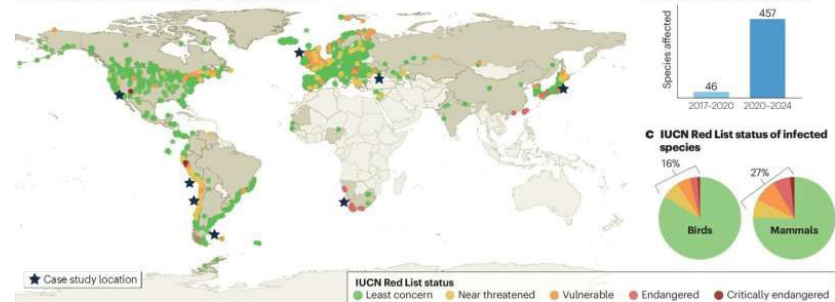 457
Species affected
46
2017–2020 2020–2024
C IUCN Red List status of infected
species
16%
27%
Birds
Mammals
Case study location
IUCN Red List status
Least concern Near threatened Vulnerable Endangered Critically endangered